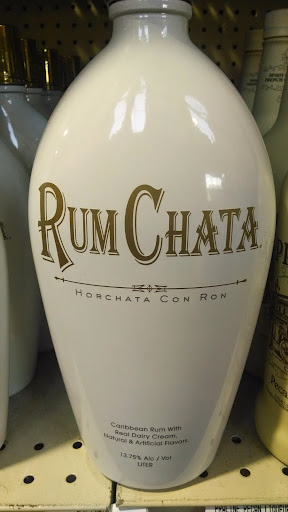 RUMCHATA
HORCHATA CON RON
Caribbean Rum With
Real Dairy Cream,
Natural & Artificial Flavors
13.75% Alc / Vol
LITER